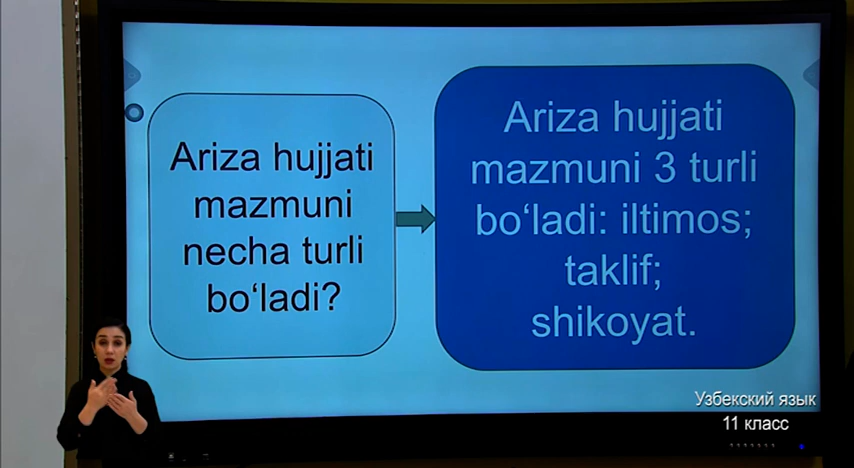 Ariza hujjati
mazmuni
necha turli
bo‘ladi?
Ariza hujjati
mazmuni 3 turli
bo‘ladi: iltimos;
taklif;
shikoyat.
Узбекский язык
11 класс